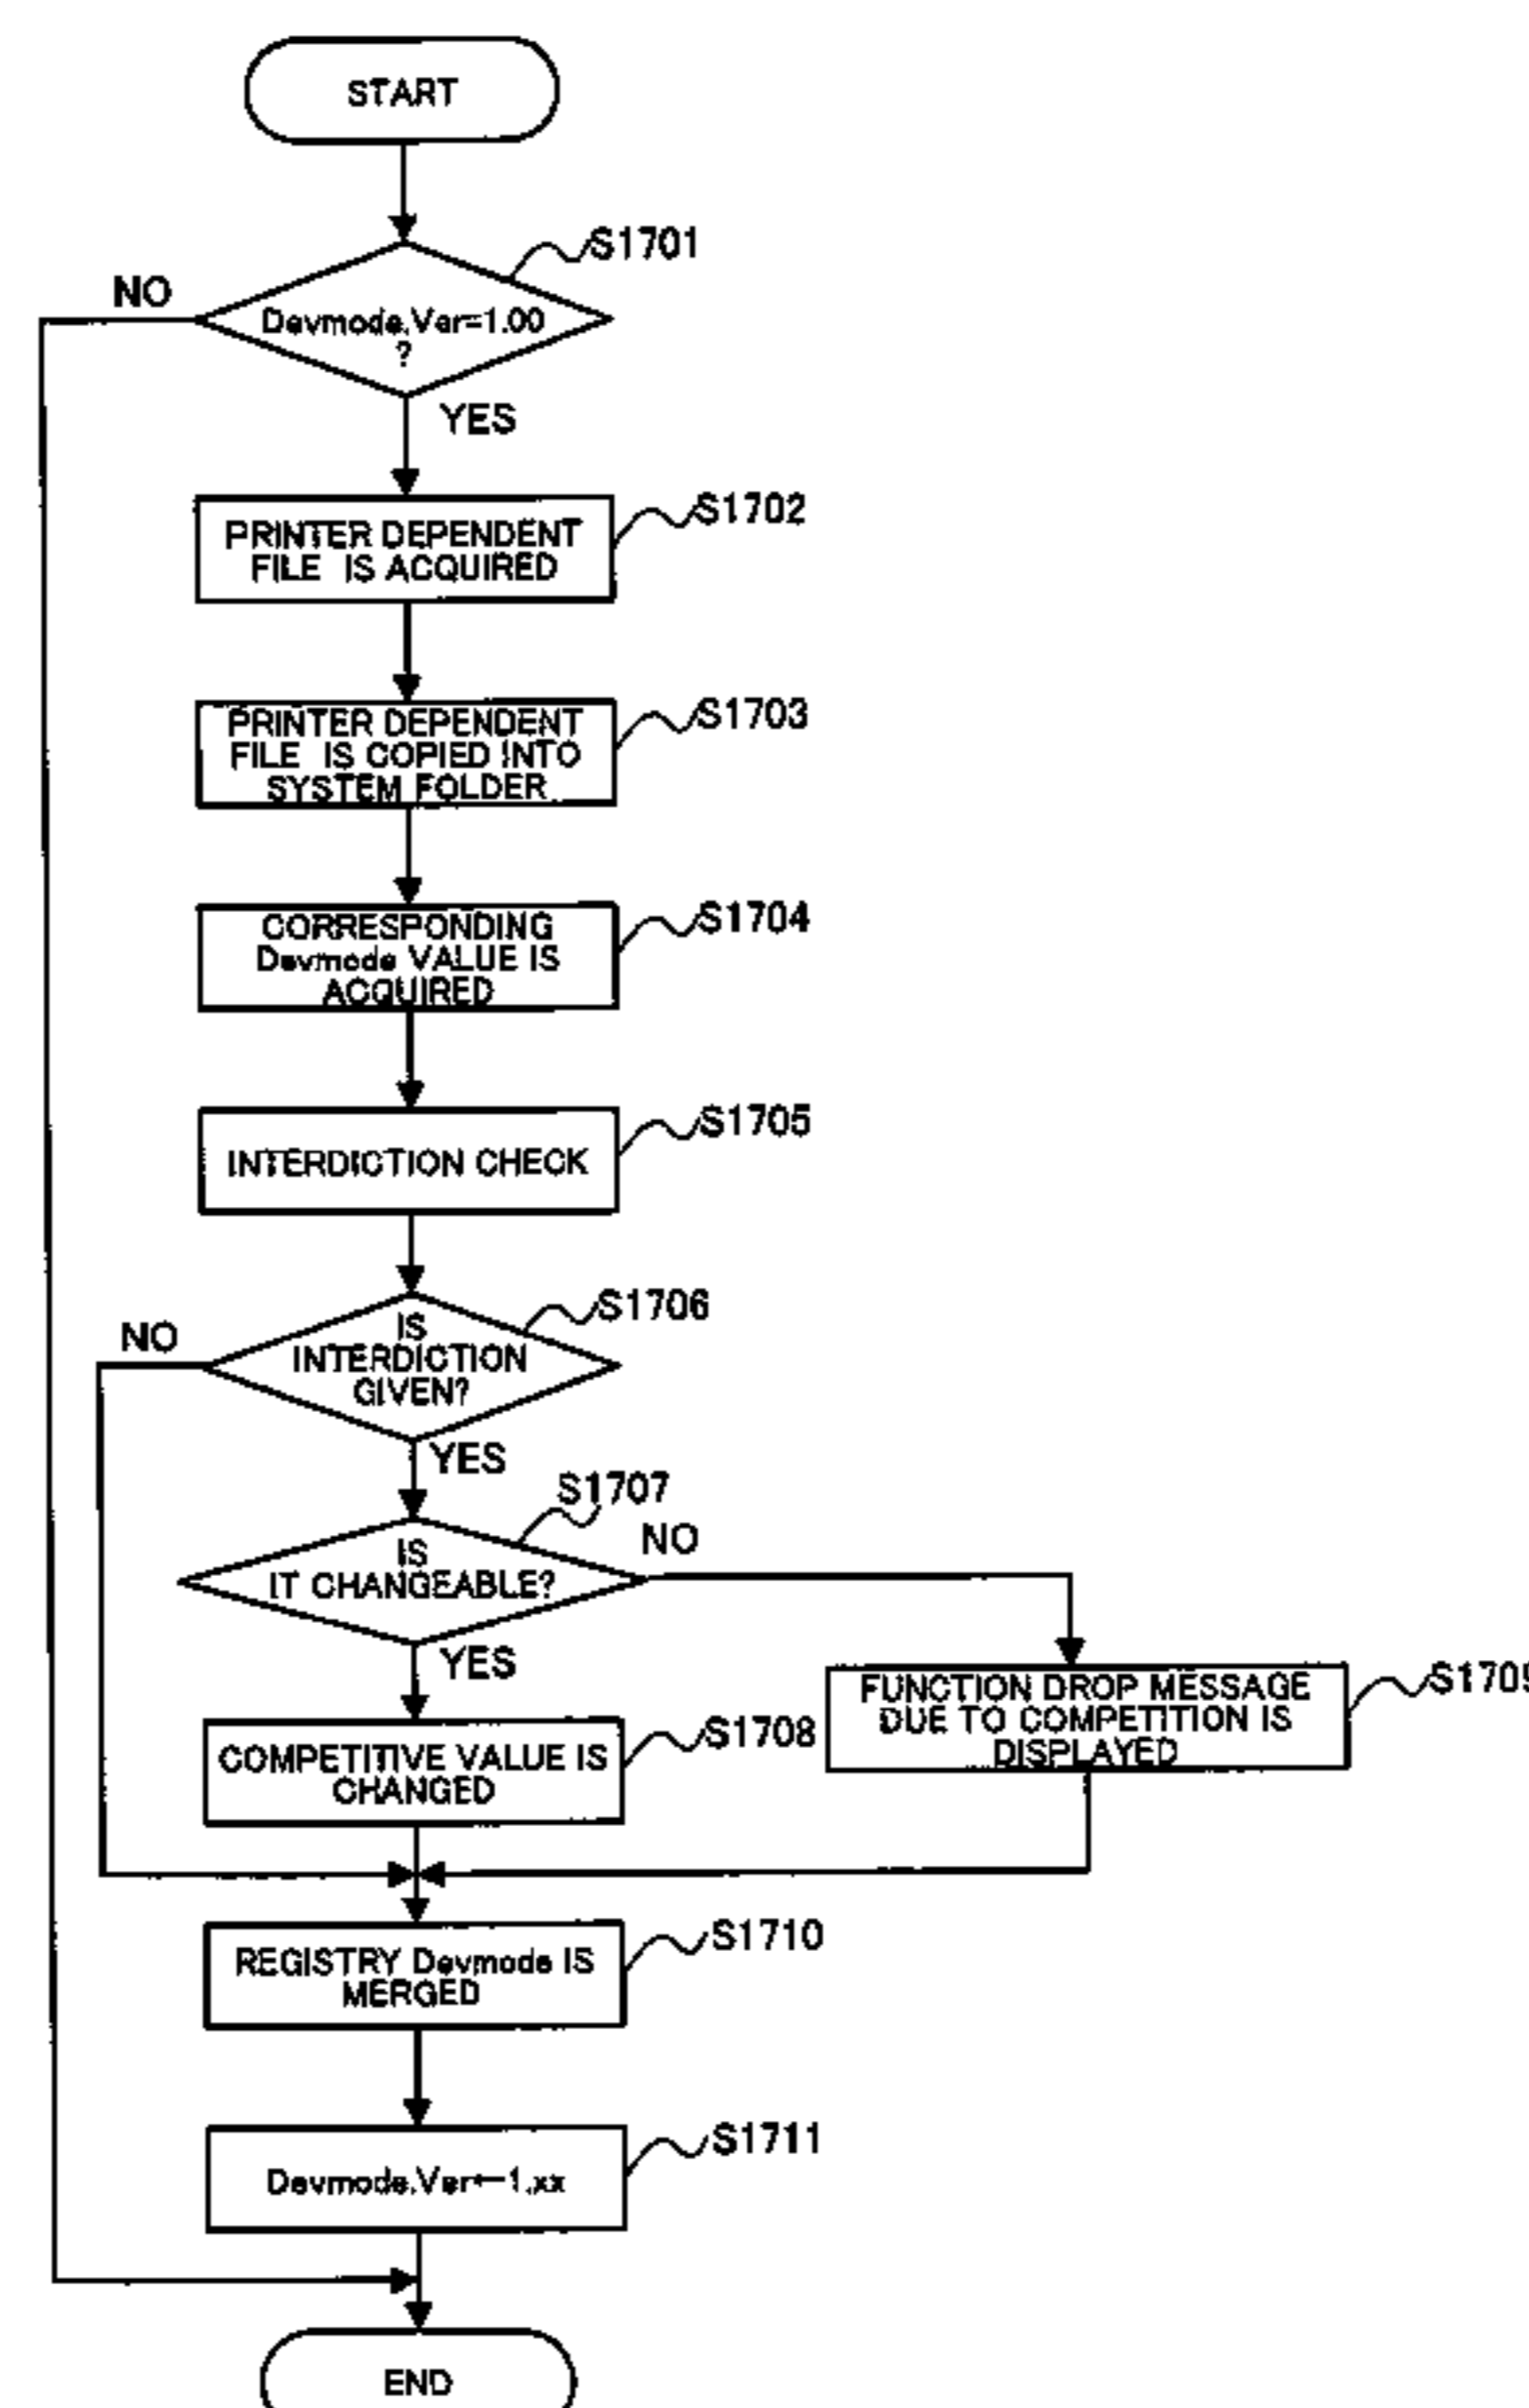 START
S1701
NO
Devmode.Ver=1.00
?
YES
S1702
PRINTER DEPENDENT
FILE IS ACQUIRED
S1703
PRINTER DEPENDENT
FILE IS COPIED INTO
SYSTEM FOLDER
S1704
CORRESPONDING
Devmode VALUE IS
ACQUIRED
S1705
INTERDICTION CHECK
S1706
NO
IS
INTERDICTION
GIVEN?
YES
S1707
NO
IS
IT CHANGEABLE?
YES
S1709
FUNCTION DROP MESSAGE
DUE TO COMPETITION IS
DISPLAYED
S1708
COMPETITIVE VALUE IS
CHANGED
S1710
REGISTRY Devmode IS
MERGED
S1711
Devmode.Ver←1.xx
END